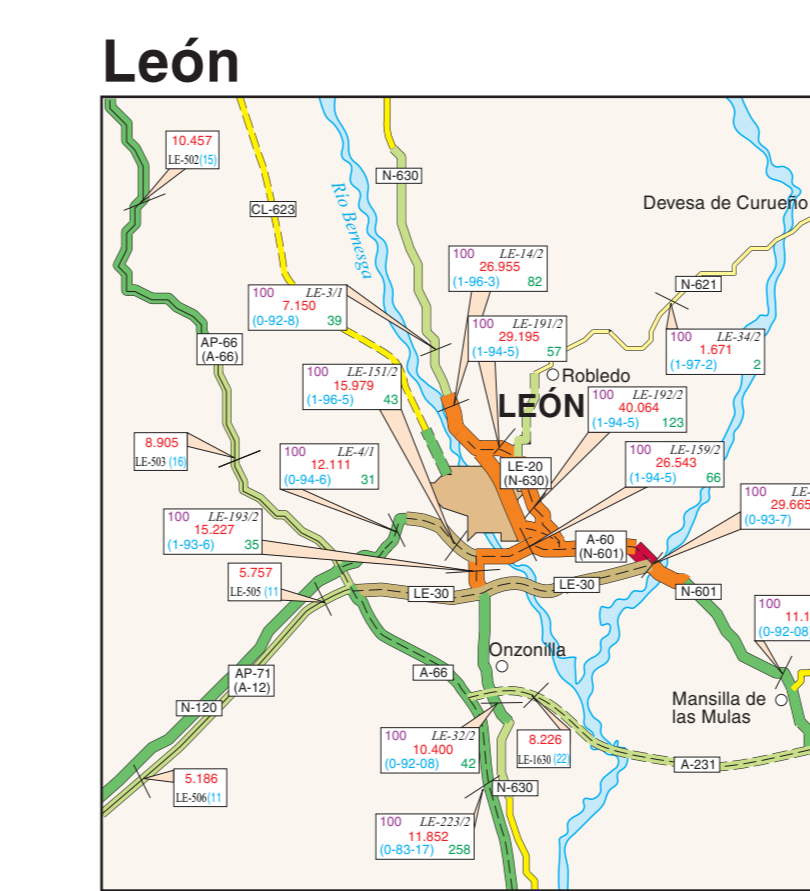 León
10.457
LE-502(15)
CL-623
Río Bernesga
N-630
Devesa de Curueño
100 LE-14/2
26.955
(1-96-3) 82
N-621
100 LE-3/1
7.150
(0-92-8) 39
100 LE-191/2
29.195
(1-94-5) 57
100 LE-34/2
1.671
(1-97-2) 2
AP-66
(A-66)
100 LE-151/2
15.979
(1-96-5) 43
Robledo
LEÓN
100 LE-192/2
40.064
(1-94-5) 123
8.905
LE-503 (16)
100 LE-4/1
12.111
(0-94-6) 31
LE-20
(N-630)
100 LE-159/2
26.543
(1-94-5) 66
100 LE-
29.665
(0-93-7)
100 LE-193/2
15.227
(1-93-6) 35
A-60
(N-601)
5.757
LE-505 (11
LE-30
LE-30
N-601
100
11.1
(0-92-08
Onzonilla
AP-71
(A-12)
A-66
N-120
Mansilla de
las Mulas
100 LE-32/2
10.400
(0-92-08) 42
8.226
LE-1630 (22)
A-231
5.186
LE-506(11
N-630
100 LE-223/2
11.852
(0-83-17) 258